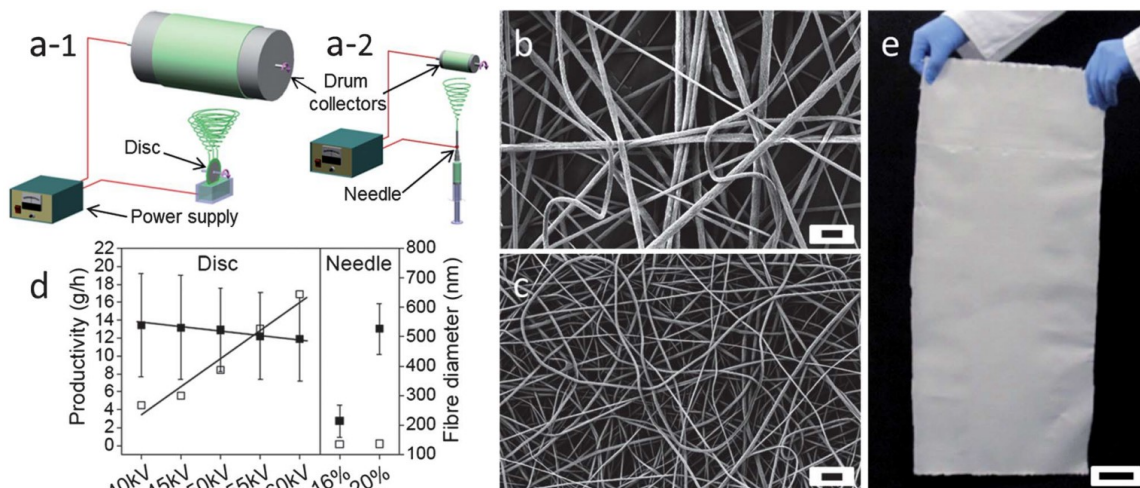 a-1
a-2
Drum
collectors
Disc
Needle
Power supply
b
c
e
d
Productivity (g/h)
22
20
18
16
14
12
10
8
6
4
2
0
Disc
Needle
800
700
600
500
400
300
200
100
Fibre diameter (nm)
40kV
45kV
50kV
55kV
60kV
16%
20%